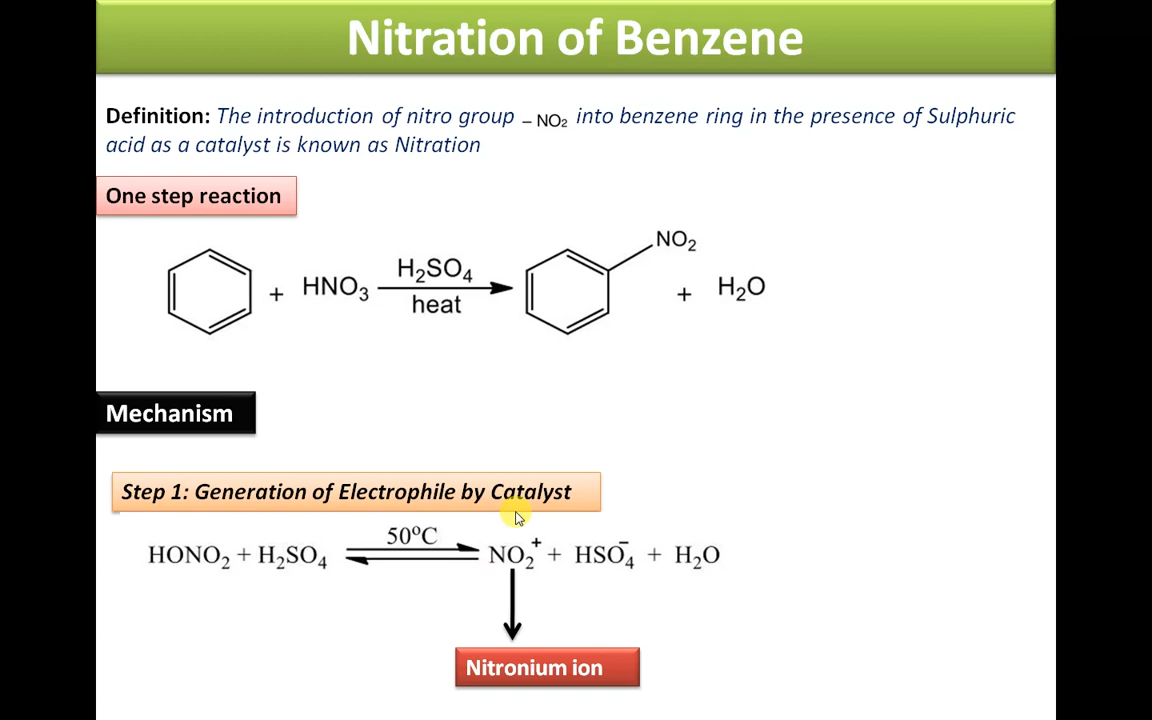 Nitration of Benzene
Definition: The introduction of nitro group – NO₂ into benzene ring in the presence of Sulphuric
acid as a catalyst is known as Nitration
One step reaction
+ HNO₃ H₂SO₄ heat NO₂ + H₂O
Mechanism
Step 1: Generation of Electrophile by Catalyst
HONO₂ + H₂SO₄ 50⁰C NO₂⁺ + HSO₄⁻ + H₂O
Nitronium ion